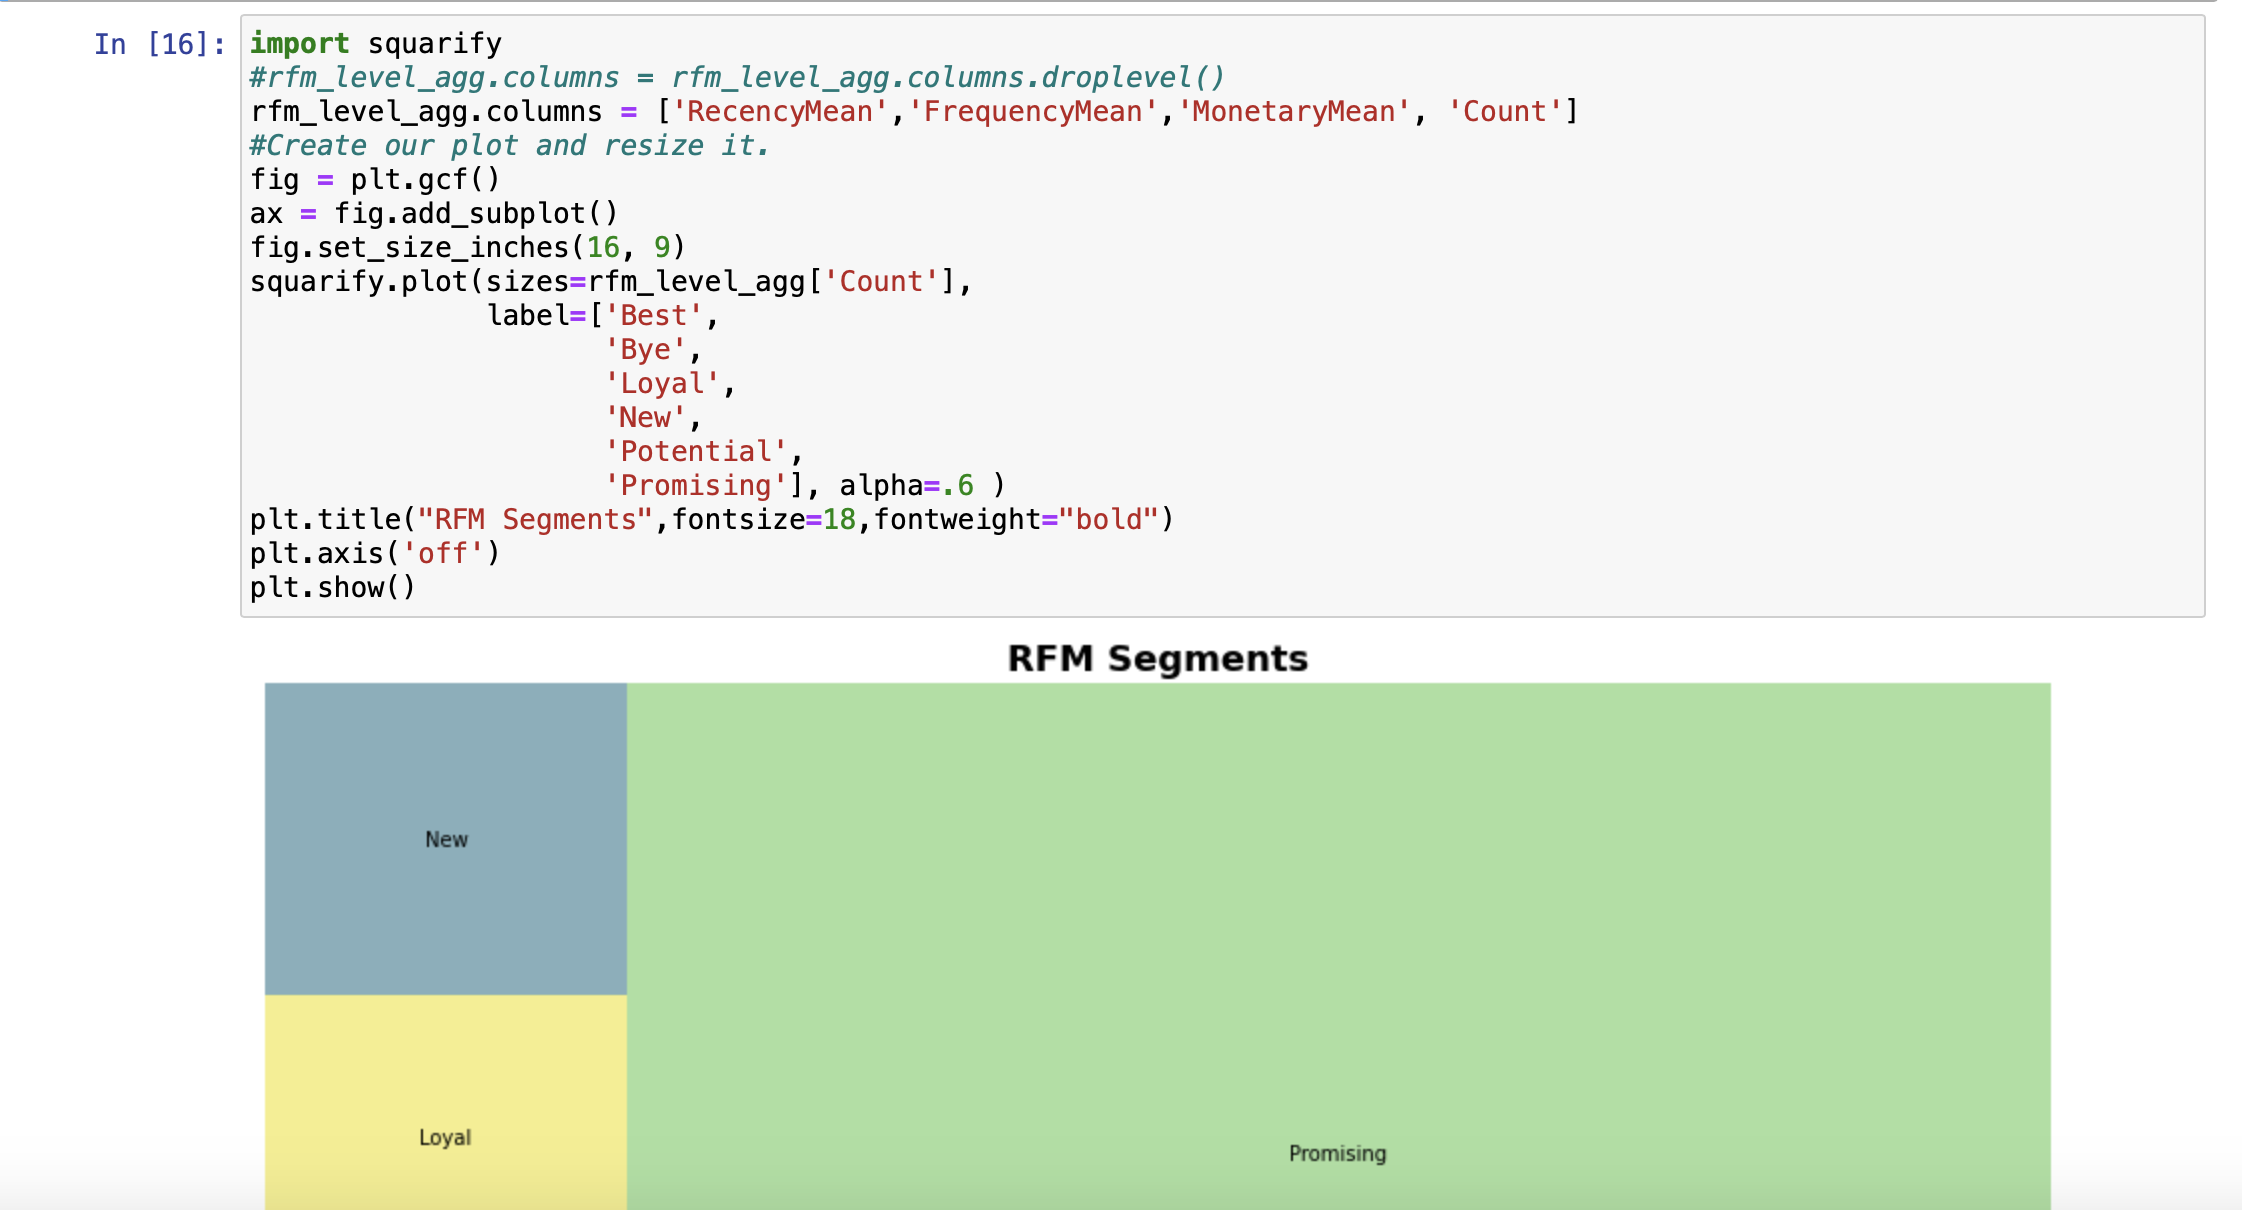 In [16]:
import squarify
#rfm_level_agg.columns = rfm_level_agg.columns.droplevel()
rfm_level_agg.columns = ['RecencyMean','FrequencyMean','MonetaryMean', 'Count']
#Create our plot and resize it.
fig = plt.gcf()
ax = fig.add_subplot()
fig.set_size_inches(16, 9)
squarify.plot(sizes=rfm_level_agg['Count'],
              label=['Best',
                     'Bye',
                     'Loyal',
                     'New',
                     'Potential',
                     'Promising'], alpha=.6 )
plt.title("RFM Segments",fontsize=18,fontweight="bold")
plt.axis('off')
plt.show()
RFM Segments
New
Loyal
Promising